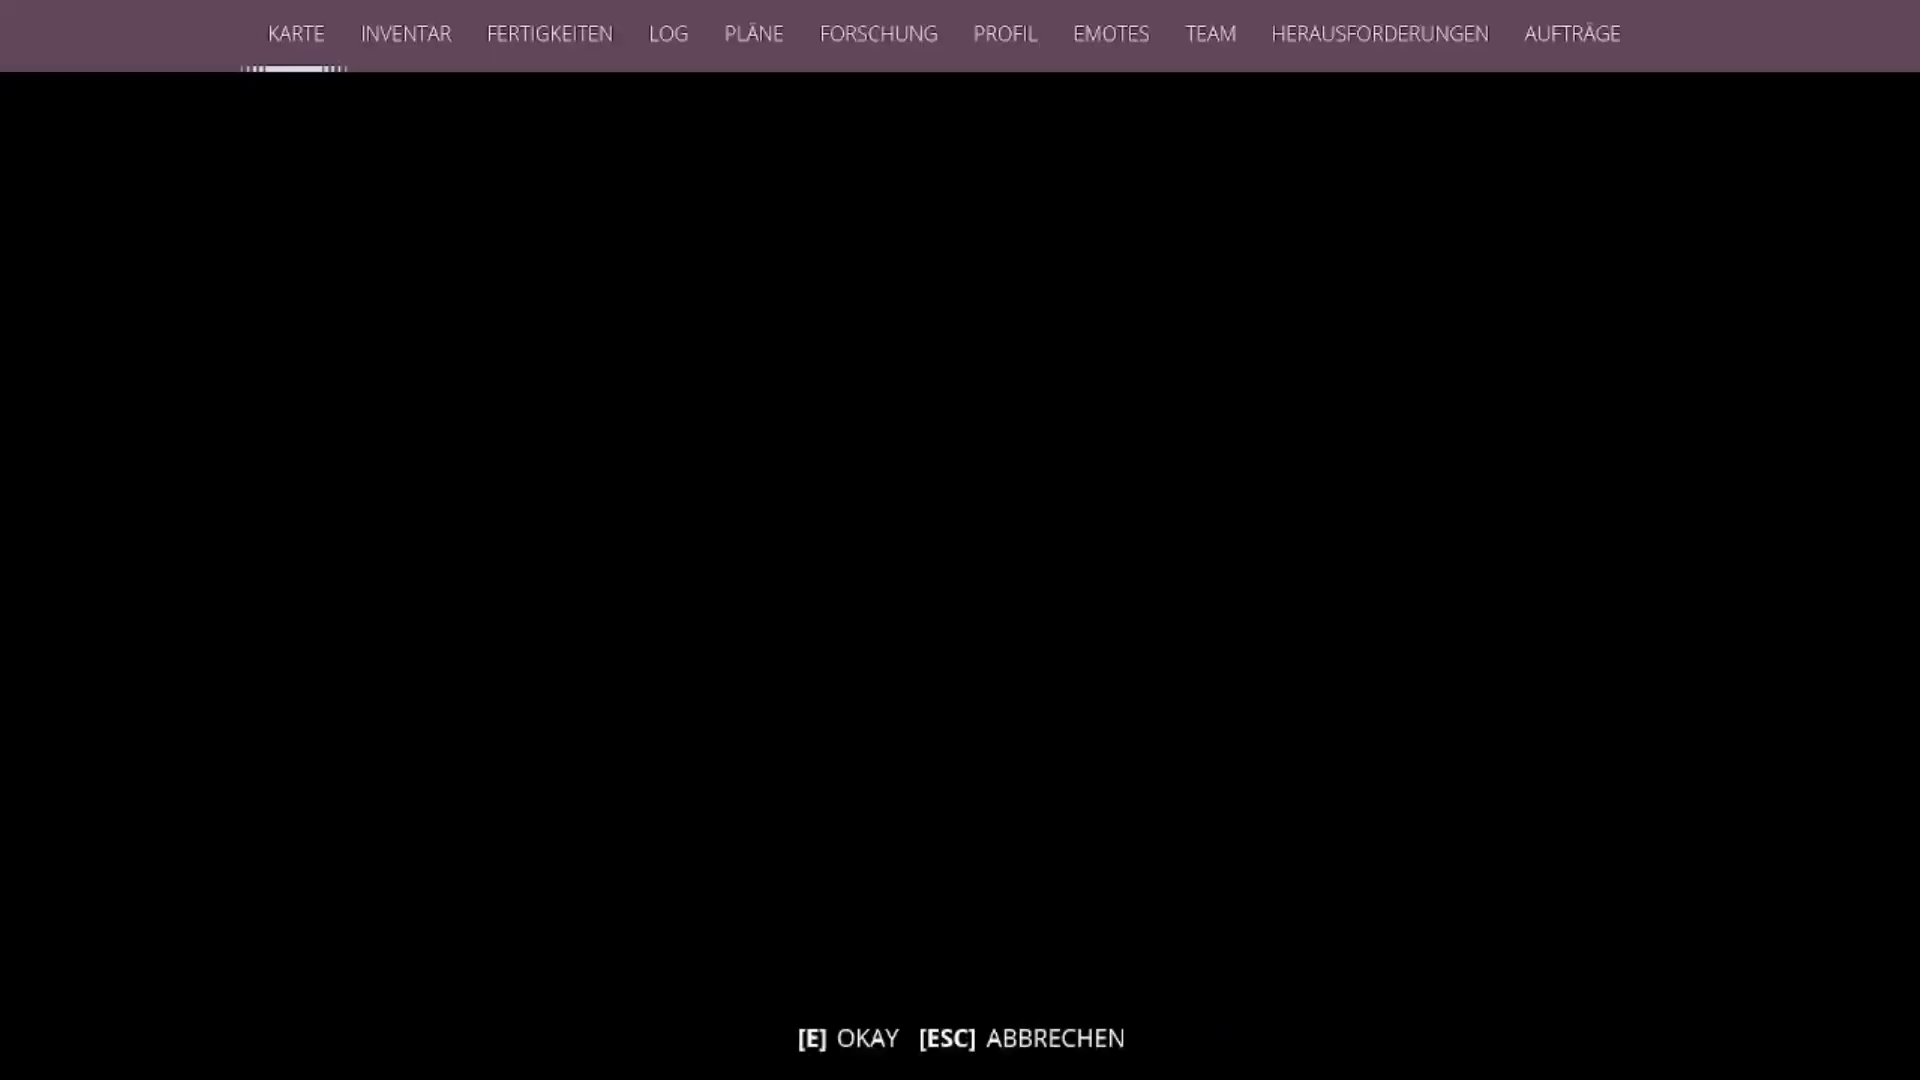 KARTE INVENTAR FERTIGKEITEN LOG PLÄNE FORSCHUNG PROFIL EMOTES TEAM HERAUSFORDERUNGEN AUFTRÄGE
[E] OKAY [ESC] ABBRECHEN